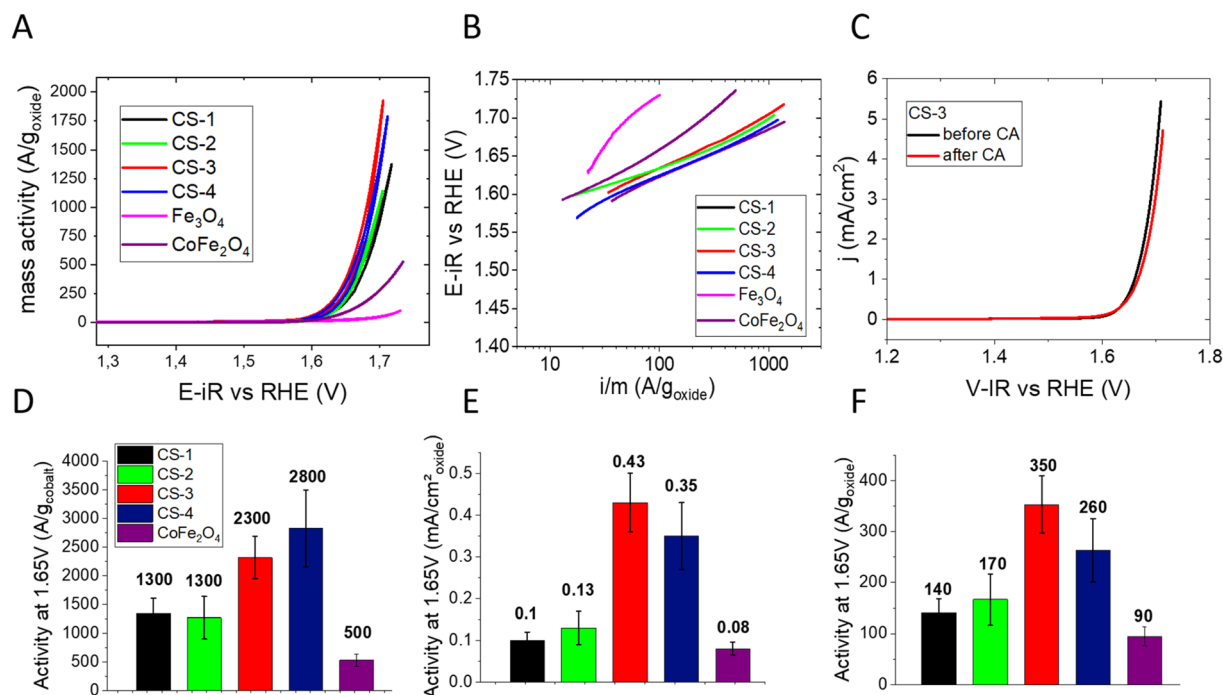 A
mass activity (A/g_oxide)
2000
1750
1500
1250
1000
750
500
250
0
CS-1
CS-2
CS-3
CS-4
Fe₃O₄
CoFe₂O₄
1,3 1,4 1,5 1,6 1,7
E-iR vs RHE (V)
B
E-iR vs RHE (V)
1.75
1.70
1.65
1.60
1.55
1.50
1.45
1.40
CS-1
CS-2
CS-3
CS-4
Fe₃O₄
CoFe₂O₄
10 100 1000
i/m (A/g_oxide)
C
j (mA/cm²)
6
5
4
3
2
1
0
CS-3
before CA
after CA
1.2 1.4 1.6 1.8
V-IR vs RHE (V)
D
Activity at 1.65V (A/g_cobalt)
4000
3500
3000
2500
2000
1500
1000
500
0
CS-1
CS-2
CS-3
CS-4
CoFe₂O₄
1300 1300 2300 2800 500
E
Activity at 1.65V (mA/cm²_oxide)
0.5
0.4
0.3
0.2
0.1
0.0
0.1 0.13 0.43 0.35 0.08
F
Activity at 1.65V (A/g_oxide)
400
350
300
250
200
150
100
50
0
140 170 350 260 90